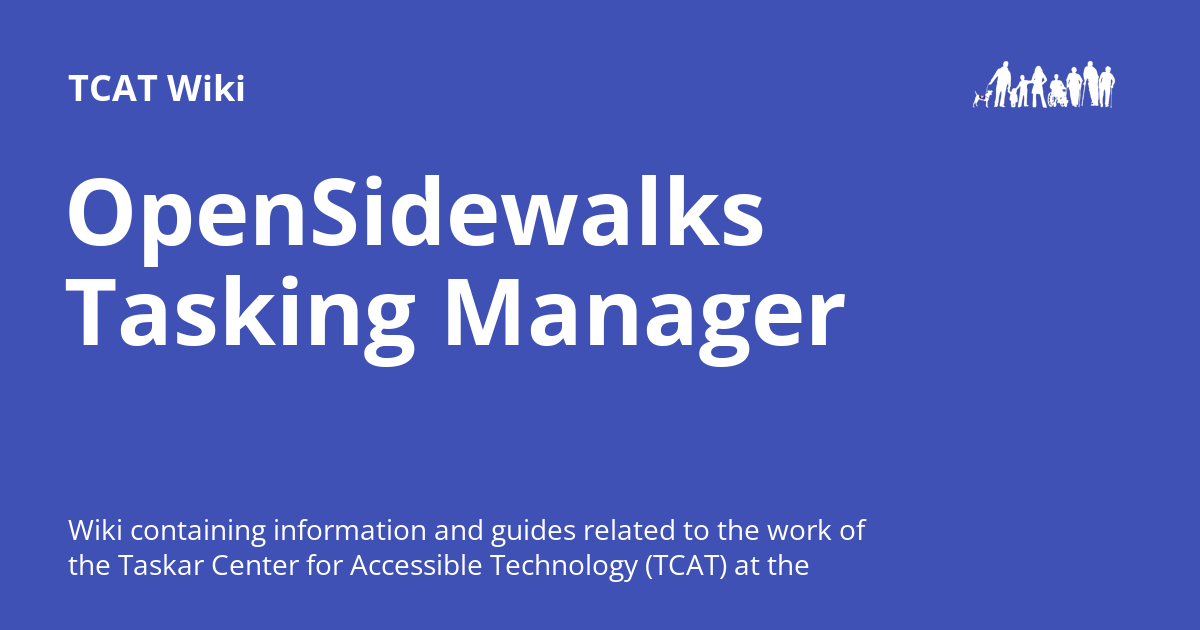 TCAT Wiki
OpenSidewalks
Tasking Manager
Wiki containing information and guides related to the work of
the Taskar Center for Accessible Technology (TCAT) at the